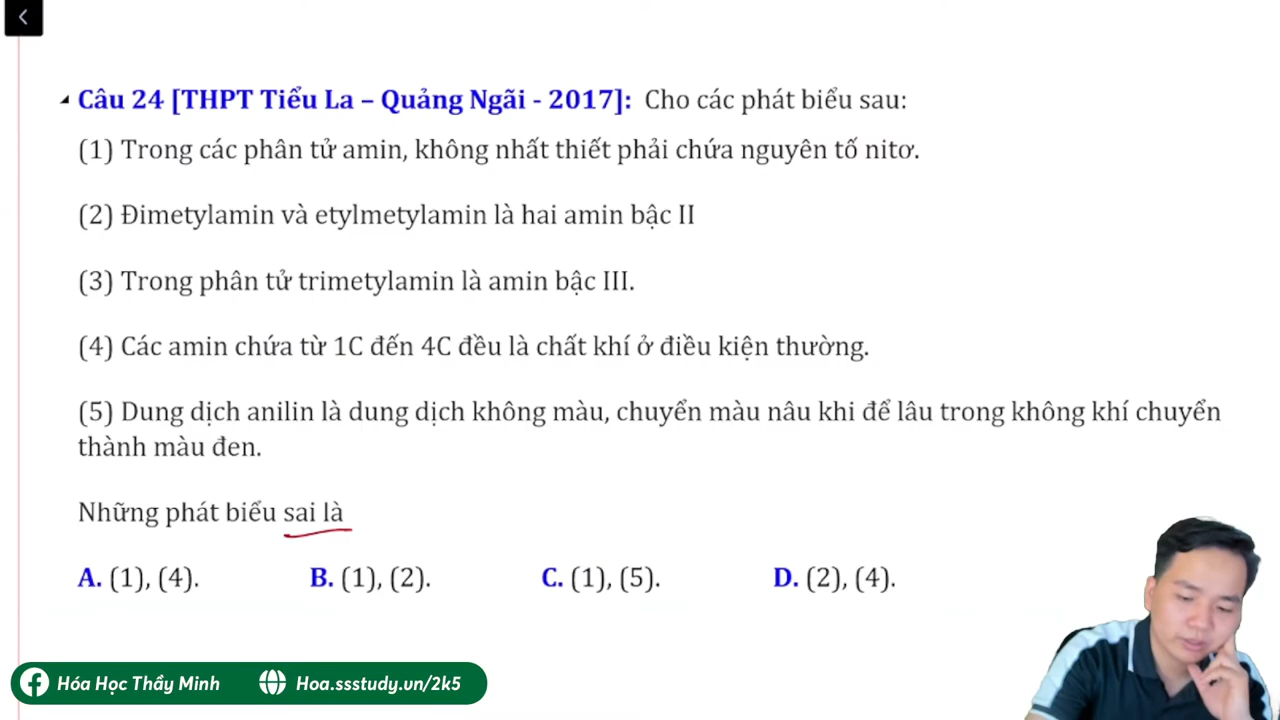 Câu 24 [THPT Tiểu La – Quảng Ngãi - 2017]: Cho các phát biểu sau:
(1) Trong các phân tử amin, không nhất thiết phải chứa nguyên tố nitơ.
(2) Đimetylamin và etylmetylamin là hai amin bậc II
(3) Trong phân tử trimetylamin là amin bậc III.
(4) Các amin chứa từ 1C đến 4C đều là chất khí ở điều kiện thường.
(5) Dung dịch anilin là dung dịch không màu, chuyển màu nâu khi để lâu trong không khí chuyển
thành màu đen.
Những phát biểu sai là
A. (1), (4). B. (1), (2). C. (1), (5). D. (2), (4).
Hóa Học Thầy Minh Hoa.ssstudy.vn/2k5